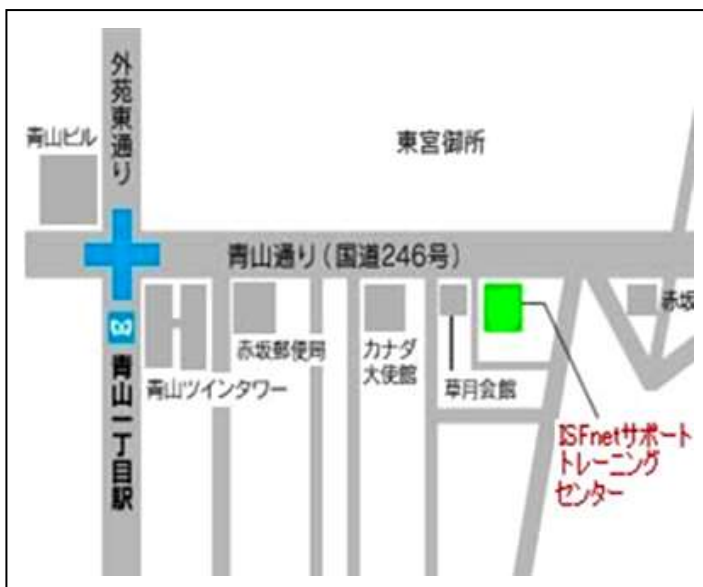 外苑東通り
青山ビル
東宮御所
青山通り(国道246号)
赤坂
赤坂郵便局
カナダ
大使館
草月会館
青山ツインタワー
青山一丁目駅
ISFnetサポート
トレーニング
センター